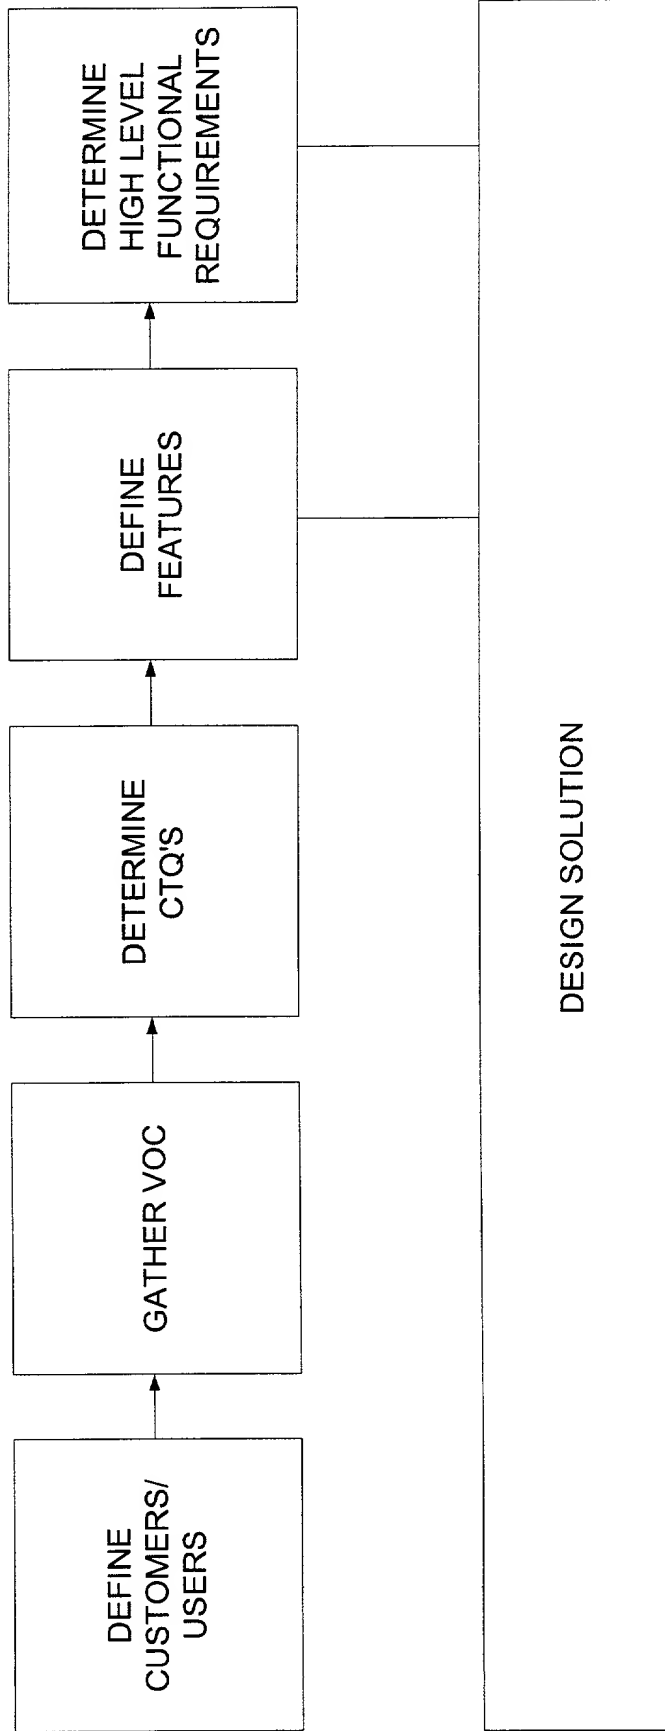 DEFINE
CUSTOMERS/
USERS
GATHER VOC
DETERMINE
CTQ'S
DEFINE
FEATURES
DETERMINE
HIGH LEVEL
FUNCTIONAL
REQUIREMENTS
DESIGN SOLUTION